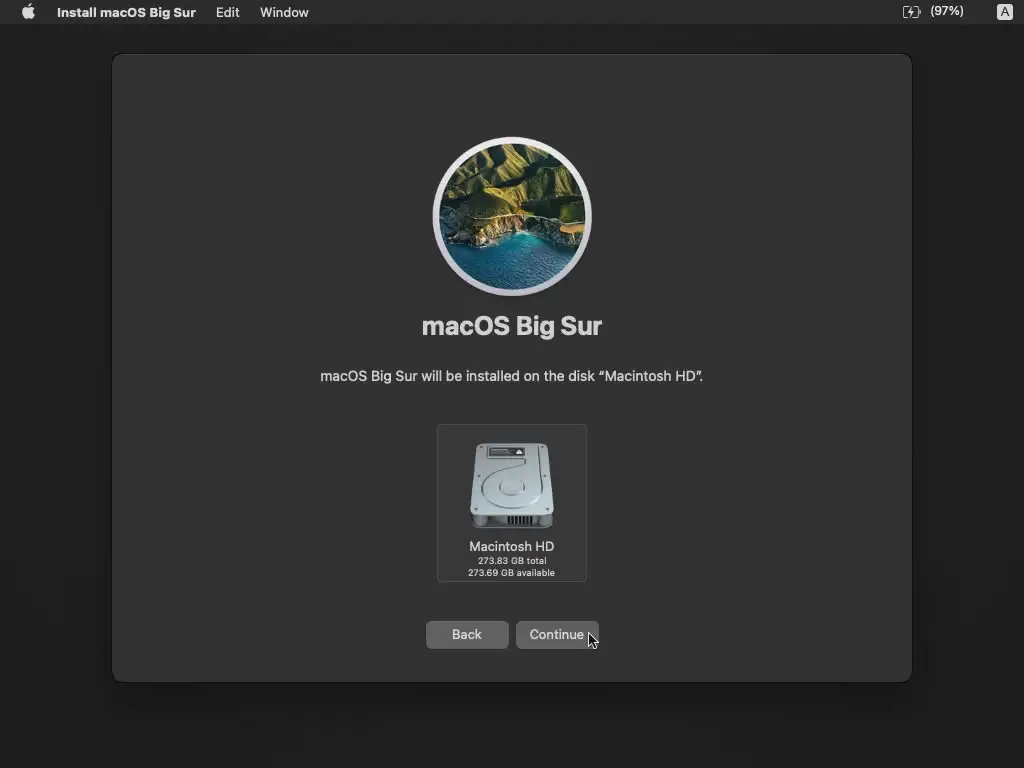 Install macOS Big Sur Edit Window (97%) A
macOS Big Sur
macOS Big Sur will be installed on the disk “Macintosh HD”.
Macintosh HD
273.83 GB total
273.69 GB available
Back Continue